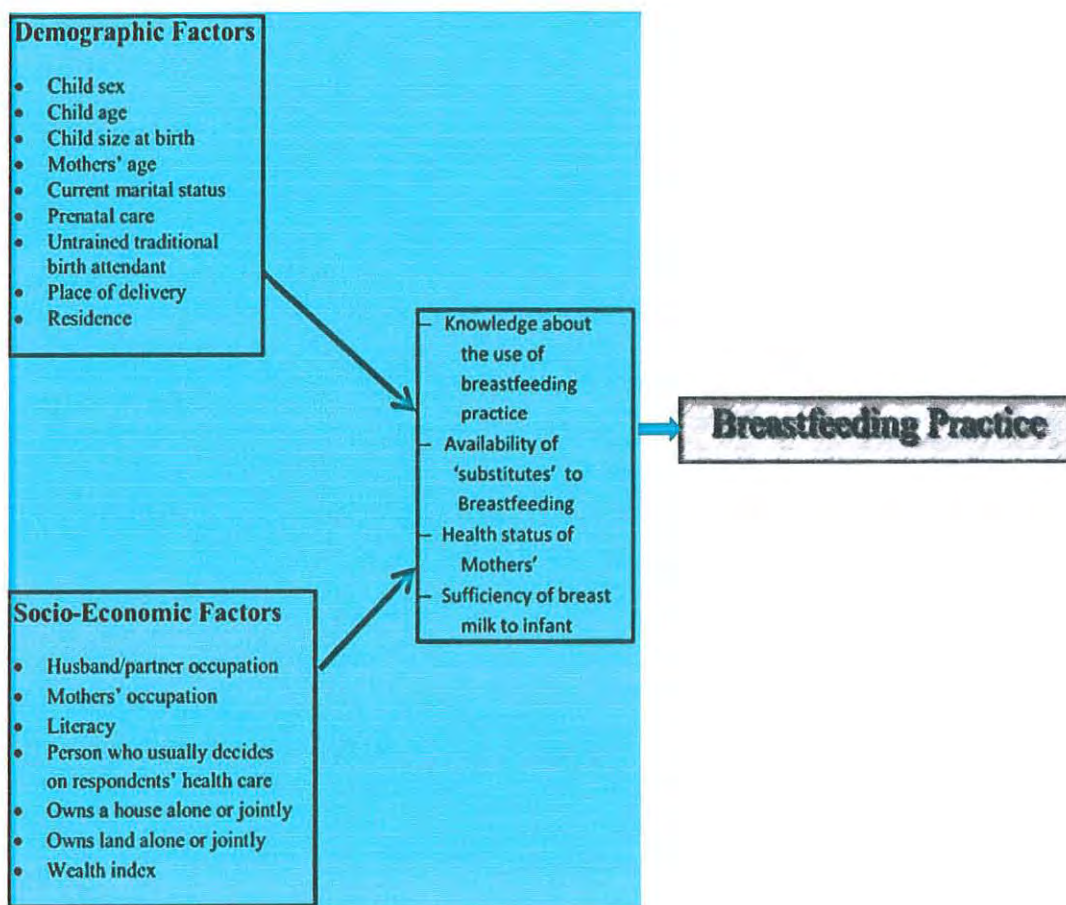 Demographic Factors
• Child sex
• Child age
• Child size at birth
• Mothers' age
• Current marital status
• Prenatal care
• Untrained traditional
birth attendant
• Place of delivery
• Residence
– Knowledge about
the use of
breastfeeding
practice
– Availability of
'substitutes' to
Breastfeeding
– Health status of
Mothers'
– Sufficiency of breast
milk to infant
Breastfeeding Practice
Socio-Economic Factors
• Husband/partner occupation
• Mothers' occupation
• Literacy
• Person who usually decides
on respondents' health care
• Owns a house alone or jointly
• Owns land alone or jointly
• Wealth index